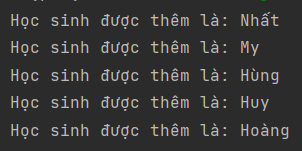 Học sinh được thêm là: Nhất
Học sinh được thêm là: My
Học sinh được thêm là: Hùng
Học sinh được thêm là: Huy
Học sinh được thêm là: Hoàng